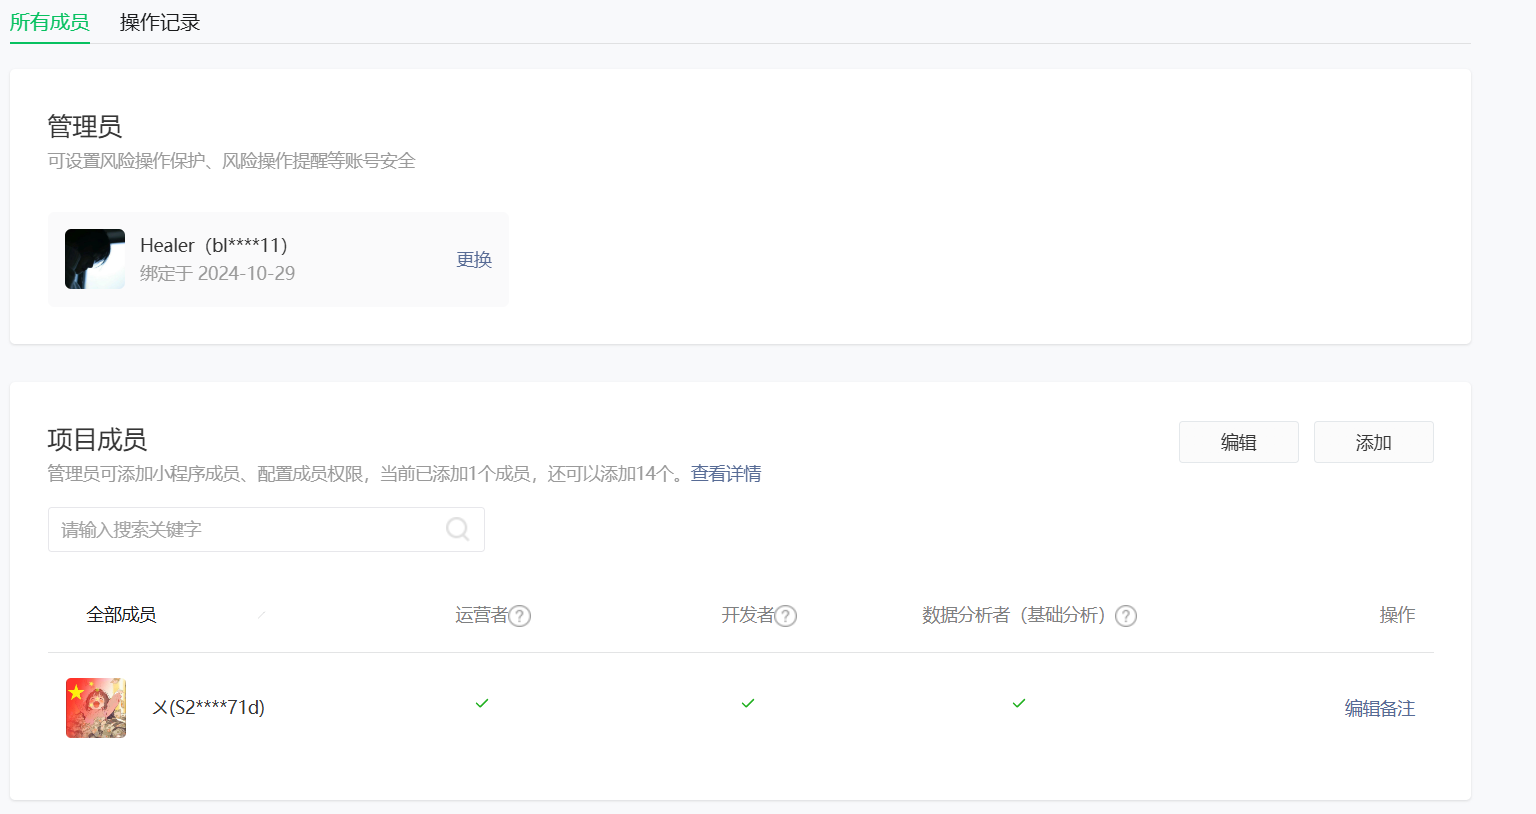 所有成员 操作记录
管理员
可设置风险操作保护、风险操作提醒等账号安全
Healer（bl****11）
绑定于 2024-10-29
更换
项目成员
编辑 添加
管理员可添加小程序成员、配置成员权限，当前已添加1个成员，还可以添加14个。查看详情
请输入搜索关键字
全部成员 运营者? 开发者? 数据分析者（基础分析）? 操作
㐅(S2****71d) 编辑备注